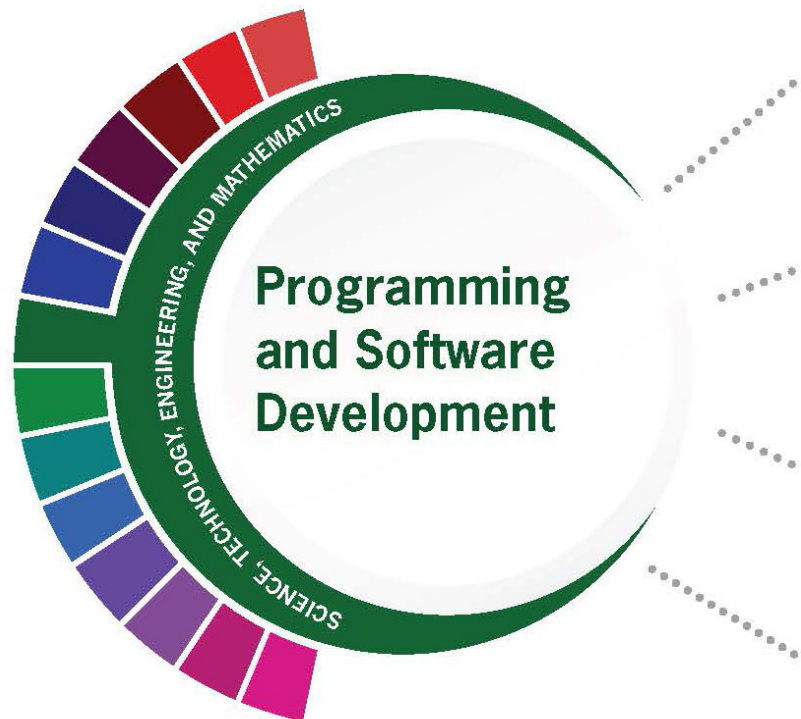 SCIENCE, TECHNOLOGY, ENGINEERING, AND MATHEMATICS
Programming
and Software
Development